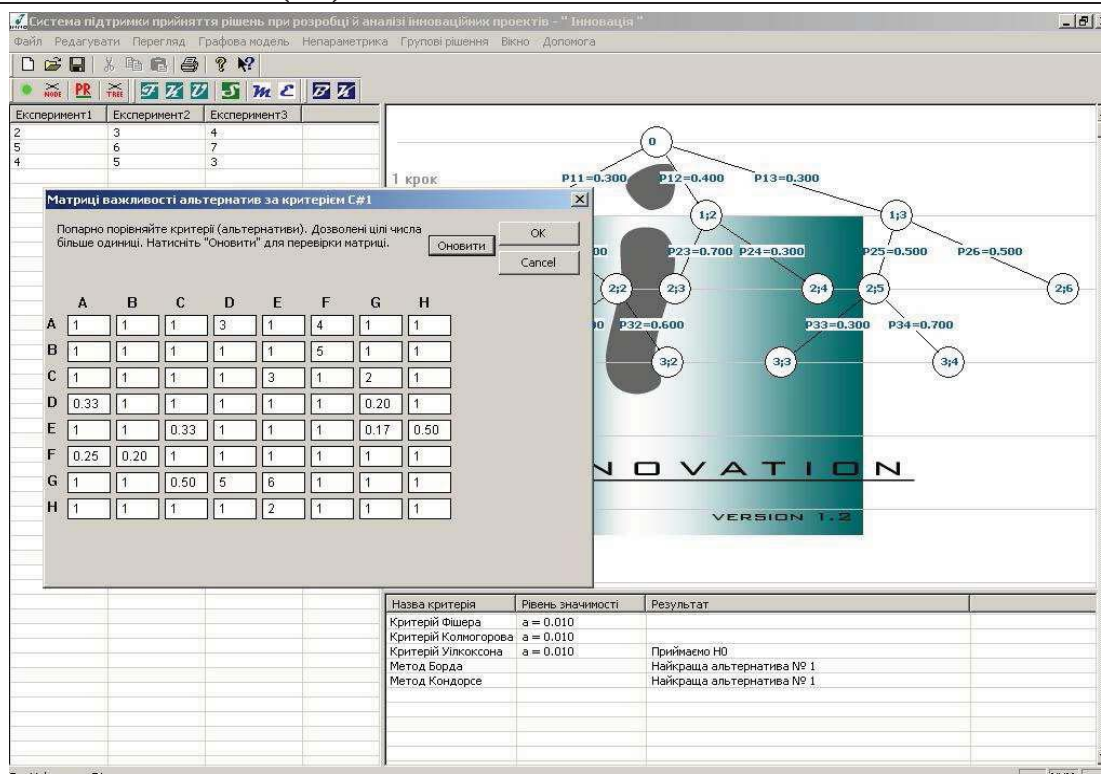 Система підтримки прийняття рішень при розробці й аналізі інноваційних проектів - " Інновація "
Файл Редагувати Перегляд Графова модель Непараметрика Групові рішення Вікно Допомога
NODE PR TREE
Експеримент1 Експеримент2 Експеримент3
2 3 4
5 6 7
4 5 3
0
1 крок P11=0.300 P12=0.400 P13=0.300
1;2 1;3
P23=0.700 P24=0.300 P25=0.500 P26=0.500
2;2 2;3 2;4 2;5 2;6
P32=0.600 P33=0.300 P34=0.700
3;2 3;3 3;4
Матриці важливості альтернатив за критерієм C#1
Попарно порівняйте критерії (альтернативи). Дозволені цілі числа
більше одиниці. Натисніть "Оновити" для перевірки матриці.
Оновити OK
Cancel
A B C D E F G H
A 1 1 1 3 1 4 1 1
B 1 1 1 1 1 5 1 1
C 1 1 1 1 3 1 2 1
D 0.33 1 1 1 1 1 0.20 1
E 1 1 0.33 1 1 1 0.17 0.50
F 0.25 0.20 1 1 1 1 1 1
G 1 1 0.50 5 6 1 1 1
H 1 1 1 1 2 1 1 1
NOVATION
VERSION 1.2
Назва критерія Рівень значимості Результат
Критерій Фішера a = 0.010
Критерій Колмогорова a = 0.010
Критерій Уілкоксона a = 0.010 Приймаємо H0
Метод Борда Найкраща альтернатива № 1
Метод Кондорсе Найкраща альтернатива № 1